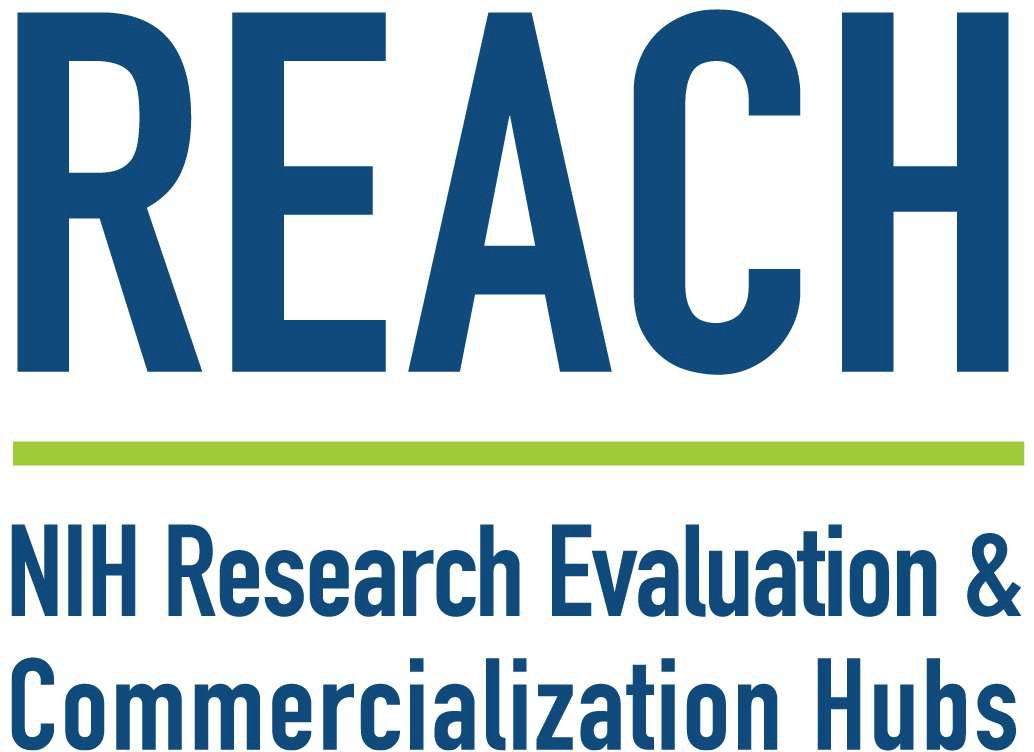 REACH
NIH Research Evaluation &
Commercialization Hubs